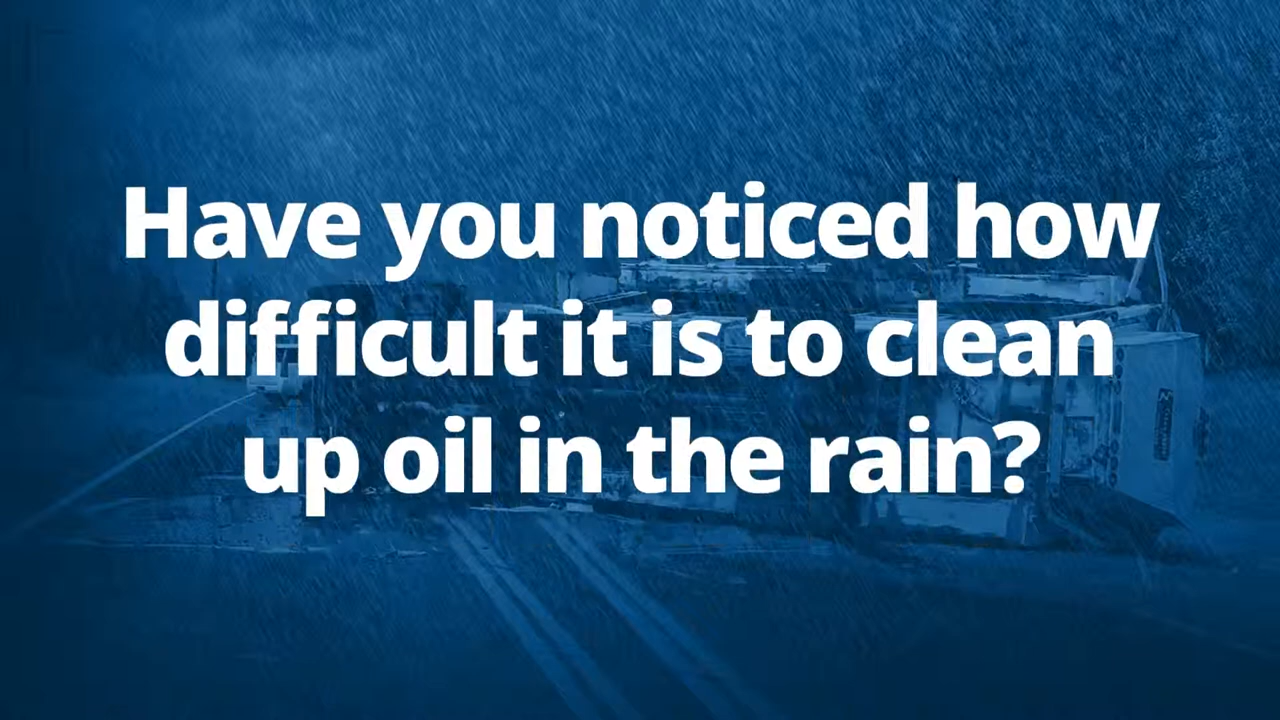 Have you noticed how
difficult it is to clean
up oil in the rain?